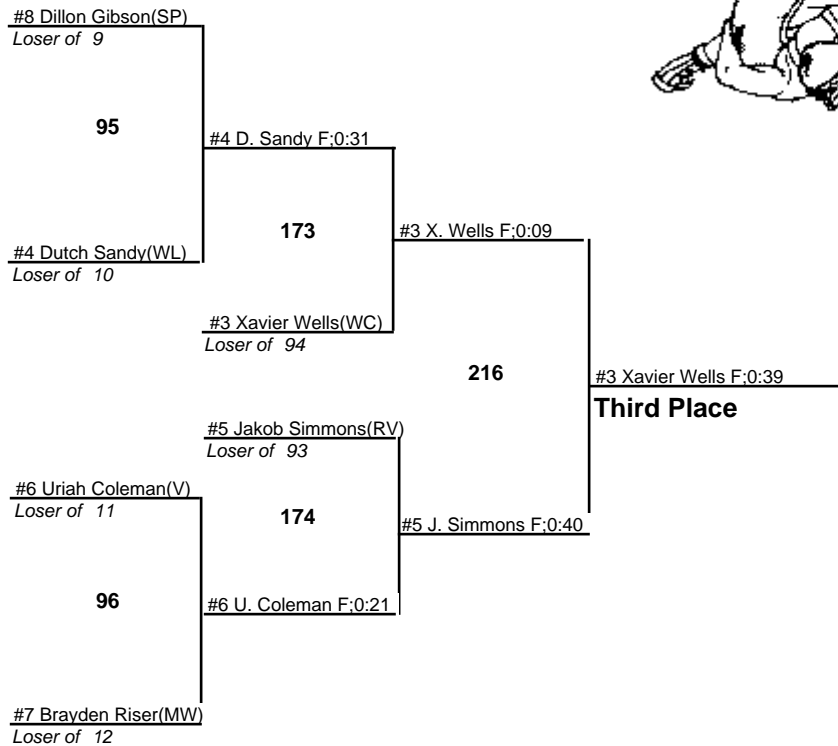 #8 Dillon Gibson(SP)
Loser of 9
95
#4 D. Sandy F;0:31
173
#3 X. Wells F;0:09
#4 Dutch Sandy(WL)
Loser of 10
#3 Xavier Wells(WC)
Loser of 94
216
#3 Xavier Wells F;0:39
Third Place
#5 Jakob Simmons(RV)
Loser of 93
#6 Uriah Coleman(V)
Loser of 11
174
#5 J. Simmons F;0:40
96
#6 U. Coleman F;0:21
#7 Brayden Riser(MW)
Loser of 12